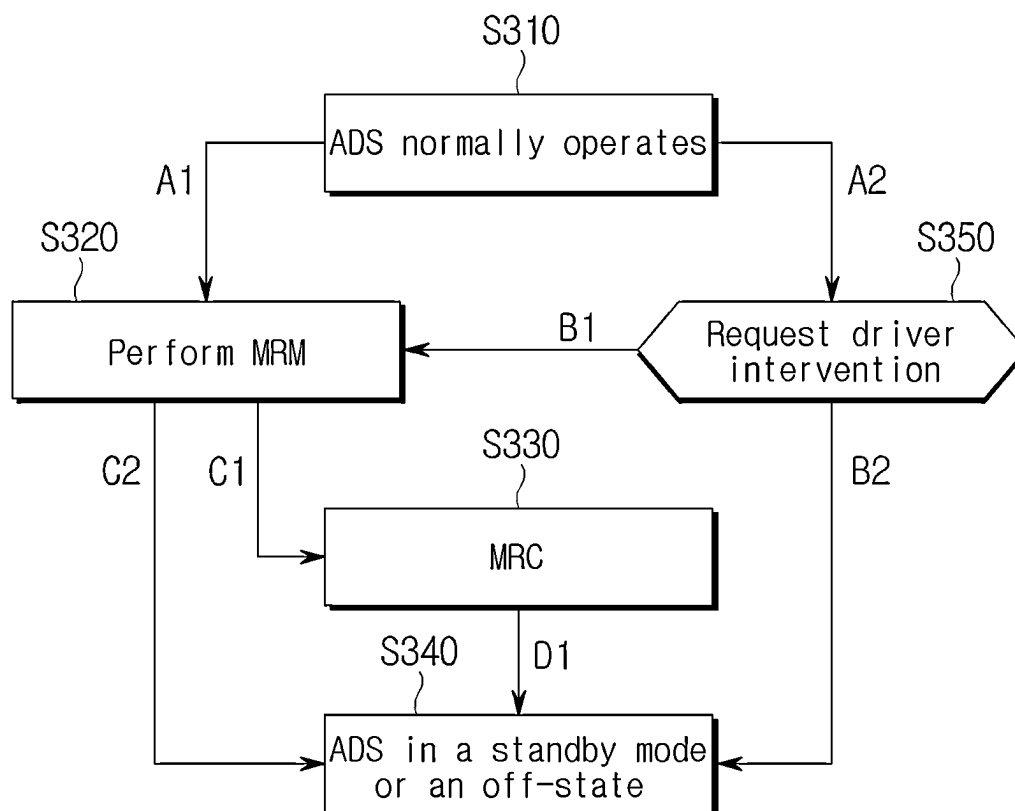 S310
ADS normally operates
A1
A2
S320
S350
Perform MRM
B1
Request driver
intervention
C2
C1
S330
B2
MRC
S340
D1
ADS in a standby mode
or an off-state